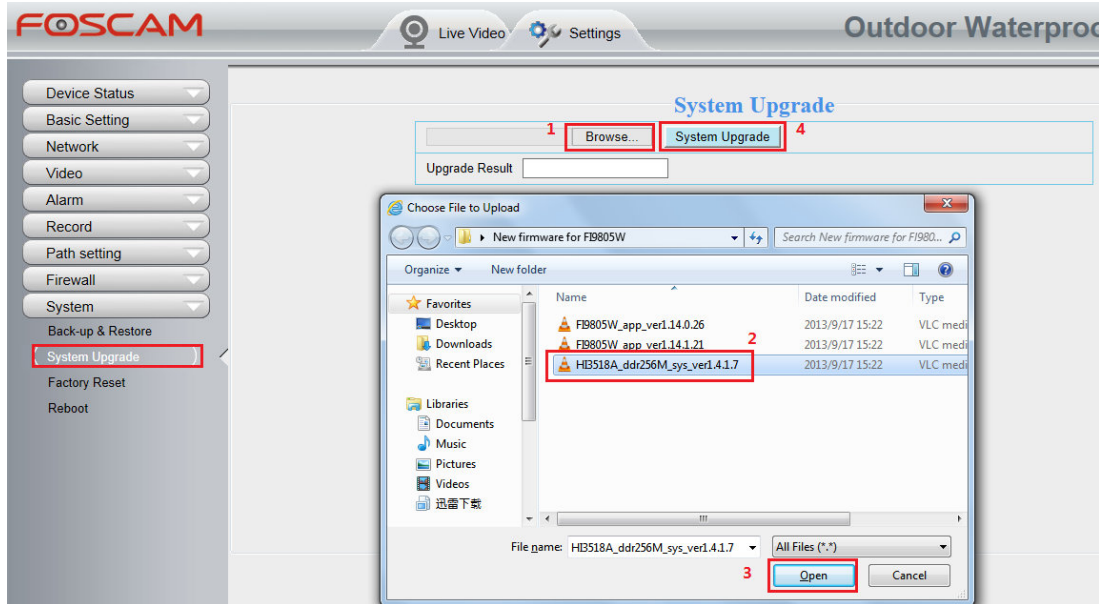 FOSCAM
Live Video
Settings
Outdoor Waterproo
Device Status
Basic Setting
Network
Video
Alarm
Record
Path setting
Firewall
System
Back-up & Restore
System Upgrade
Factory Reset
Reboot
System Upgrade
1 Browse... System Upgrade 4
Upgrade Result
Choose File to Upload
New firmware for FI9805W
Search New firmware for FI980...
Organize New folder
Favorites
Desktop
Downloads
Recent Places
Libraries
Documents
Music
Pictures
Videos
迅雷下载
Name Date modified Type
FI9805W_app_ver1.14.0.26 2013/9/17 15:22 VLC medi
FI9805W_app_ver1.14.1.21 2013/9/17 15:22 VLC medi
2
HI3518A_ddr256M_sys_ver1.4.1.7 2013/9/17 15:22 VLC medi
File name: HI3518A_ddr256M_sys_ver1.4.1.7 All Files (*.*)
3 Open Cancel